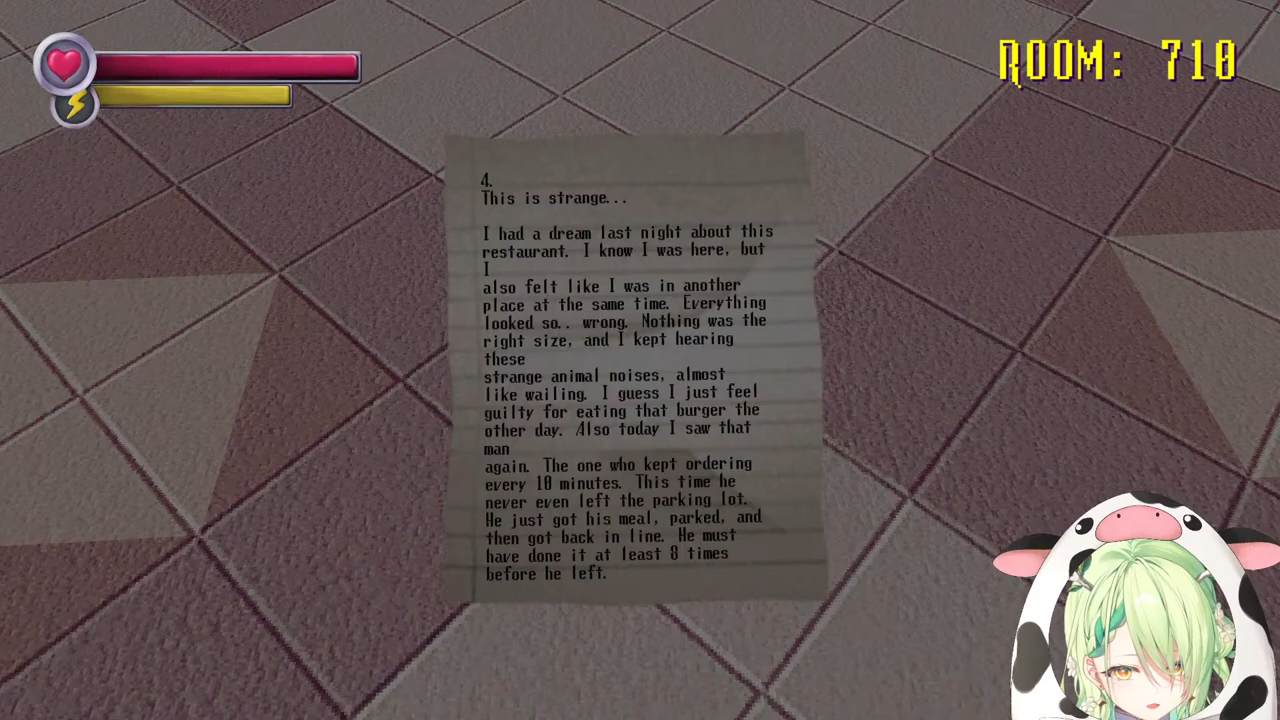 ROOM: 710
4.
This is strange...
I had a dream last night about this
restaurant. I know I was here, but
I
also felt like I was in another
place at the same time. Everything
looked so.. wrong. Nothing was the
right size, and I kept hearing
these
strange animal noises, almost
like wailing. I guess I just feel
guilty for eating that burger the
other day. Also today I saw that
man
again. The one who kept ordering
every 10 minutes. This time he
never even left the parking lot.
He just got his meal, parked, and
then got back in line. He must
have done it at least 8 times
before he left.